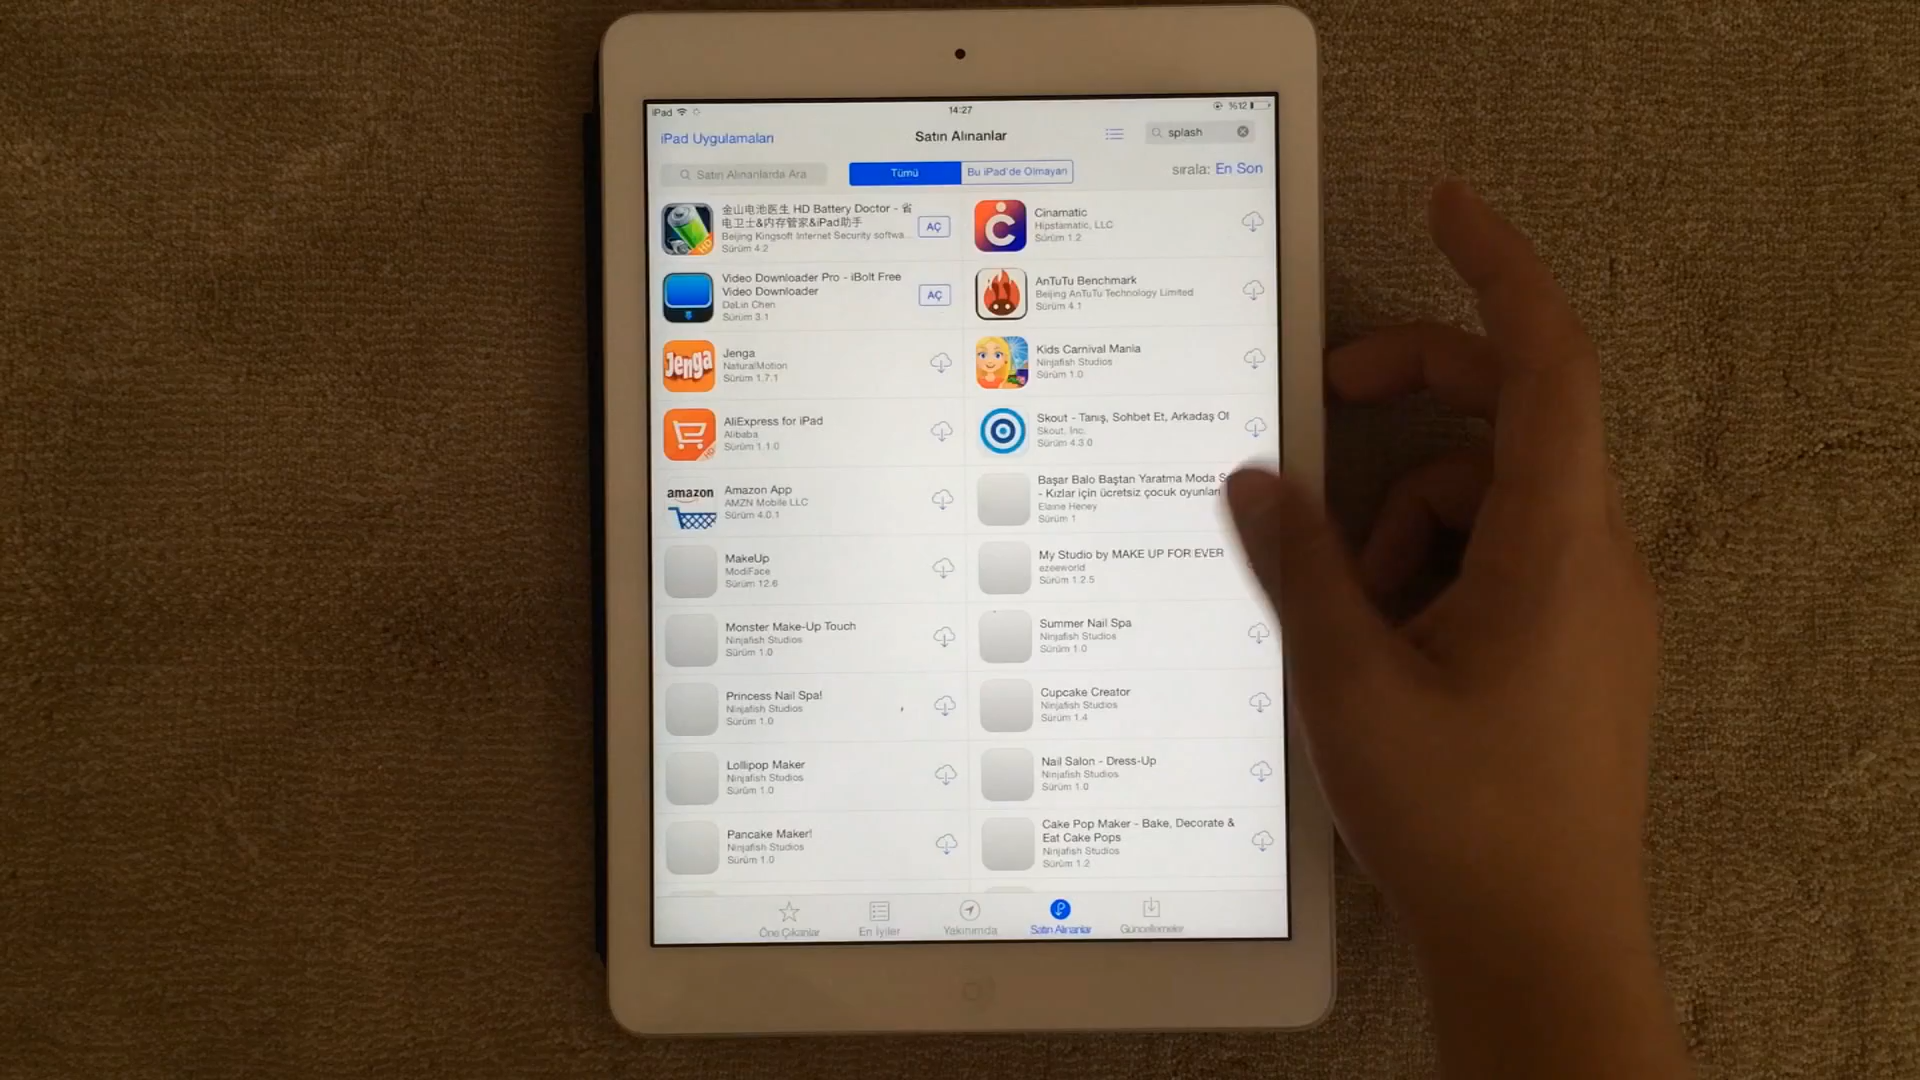 iPad
14:27
%12
iPad Uygulamaları
Satın Alınanlar
splash
Satın Alınanlarda Ara
Tümü
Bu iPad'de Olmayan
sırala: En Son
金山电池医生 HD Battery Doctor - 省
电卫士&内存管家&iPad助手
Beijing Kingsoft Internet Security softwa...
Sürüm 4.2
AÇ
HD
Cinamatic
Hipstamatic, LLC
Sürüm 1.2
Video Downloader Pro - iBolt Free
Video Downloader
DaLin Chen
Sürüm 3.1
AÇ
AnTuTu Benchmark
Beijing AnTuTu Technology Limited
Sürüm 4.1
Jenga
Jenga
NaturalMotion
Sürüm 1.7.1
Kids Carnival Mania
Ninjafish Studios
Sürüm 1.0
AliExpress for iPad
Alibaba
Sürüm 1.1.0
HD
Skout - Tanış, Sohbet Et, Arkadaş Ol
Skout, Inc.
Sürüm 4.3.0
amazon
Amazon App
AMZN Mobile LLC
Sürüm 4.0.1
Başar Balo Baştan Yaratma Moda
- Kızlar için ücretsiz çocuk oyunları
Elaine Heney
Sürüm 1
MakeUp
ModiFace
Sürüm 12.6
My Studio by MAKE UP FOR EVER
ezeeworld
Sürüm 1.2.5
Monster Make-Up Touch
Ninjafish Studios
Sürüm 1.0
Summer Nail Spa
Ninjafish Studios
Sürüm 1.0
Princess Nail Spa!
Ninjafish Studios
Sürüm 1.0
Cupcake Creator
Ninjafish Studios
Sürüm 1.4
Lollipop Maker
Ninjafish Studios
Sürüm 1.0
Nail Salon - Dress-Up
Ninjafish Studios
Sürüm 1.0
Pancake Maker!
Ninjafish Studios
Sürüm 1.0
Cake Pop Maker - Bake, Decorate &
Eat Cake Pops
Ninjafish Studios
Sürüm 1.2
Öne Çıkanlar
En İyiler
Yakınımda
Satın Alınanlar
Güncellemeler